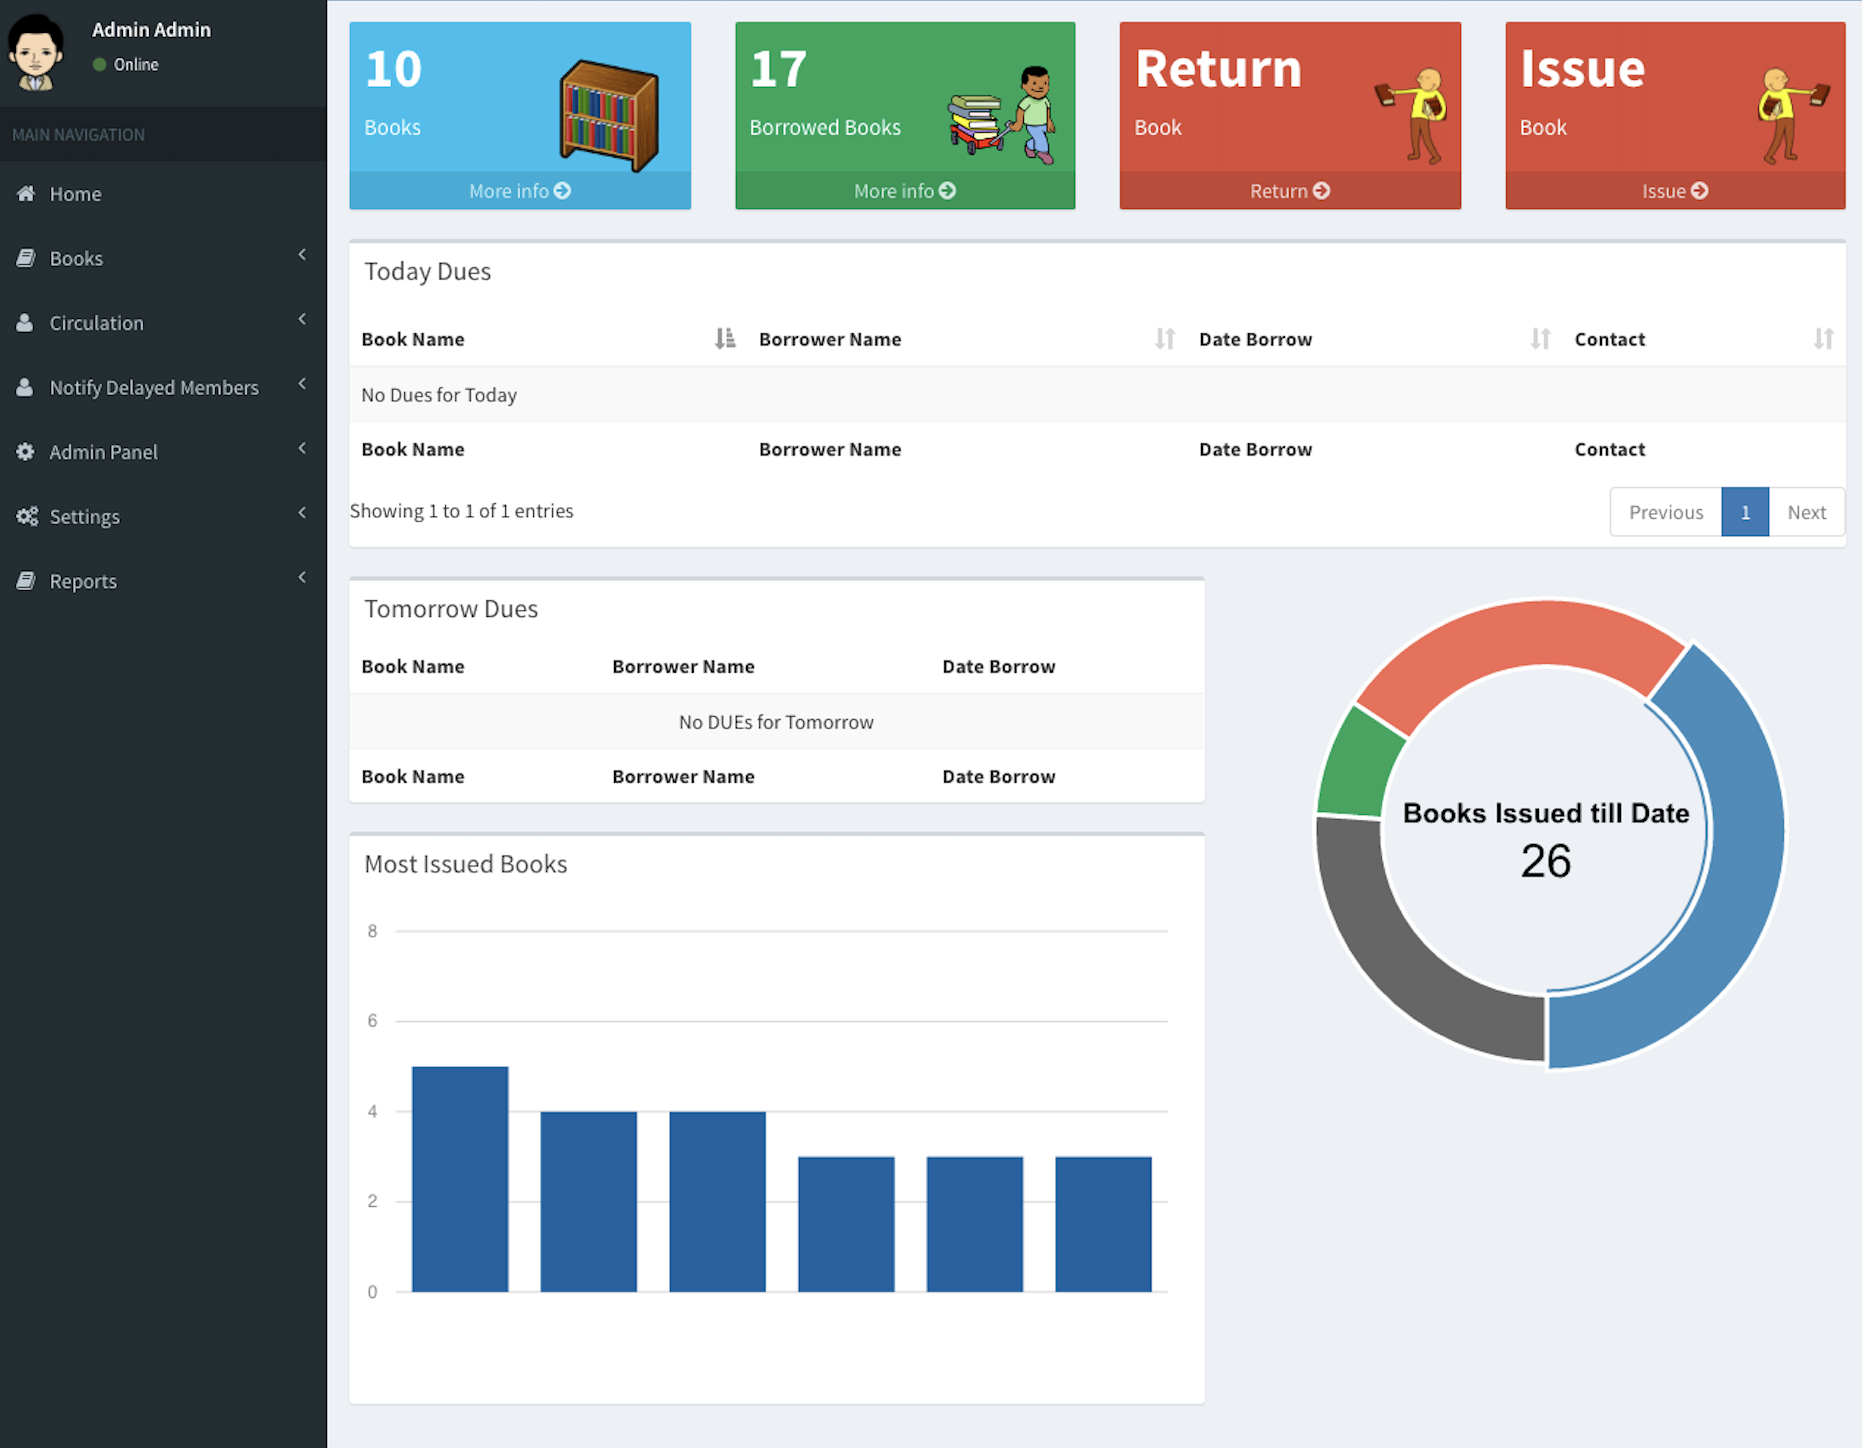 Admin Admin
Online
MAIN NAVIGATION
Home
Books
Circulation
Notify Delayed Members
Admin Panel
Settings
Reports
10
Books
More info
17
Borrowed Books
More info
Return
Book
Return
Issue
Book
Issue
Today Dues
Book Name Borrower Name Date Borrow Contact
No Dues for Today
Book Name Borrower Name Date Borrow Contact
Showing 1 to 1 of 1 entries
Previous 1 Next
Tomorrow Dues
Book Name Borrower Name Date Borrow
No DUEs for Tomorrow
Book Name Borrower Name Date Borrow
Books Issued till Date
26
Most Issued Books
8
6
4
2
0